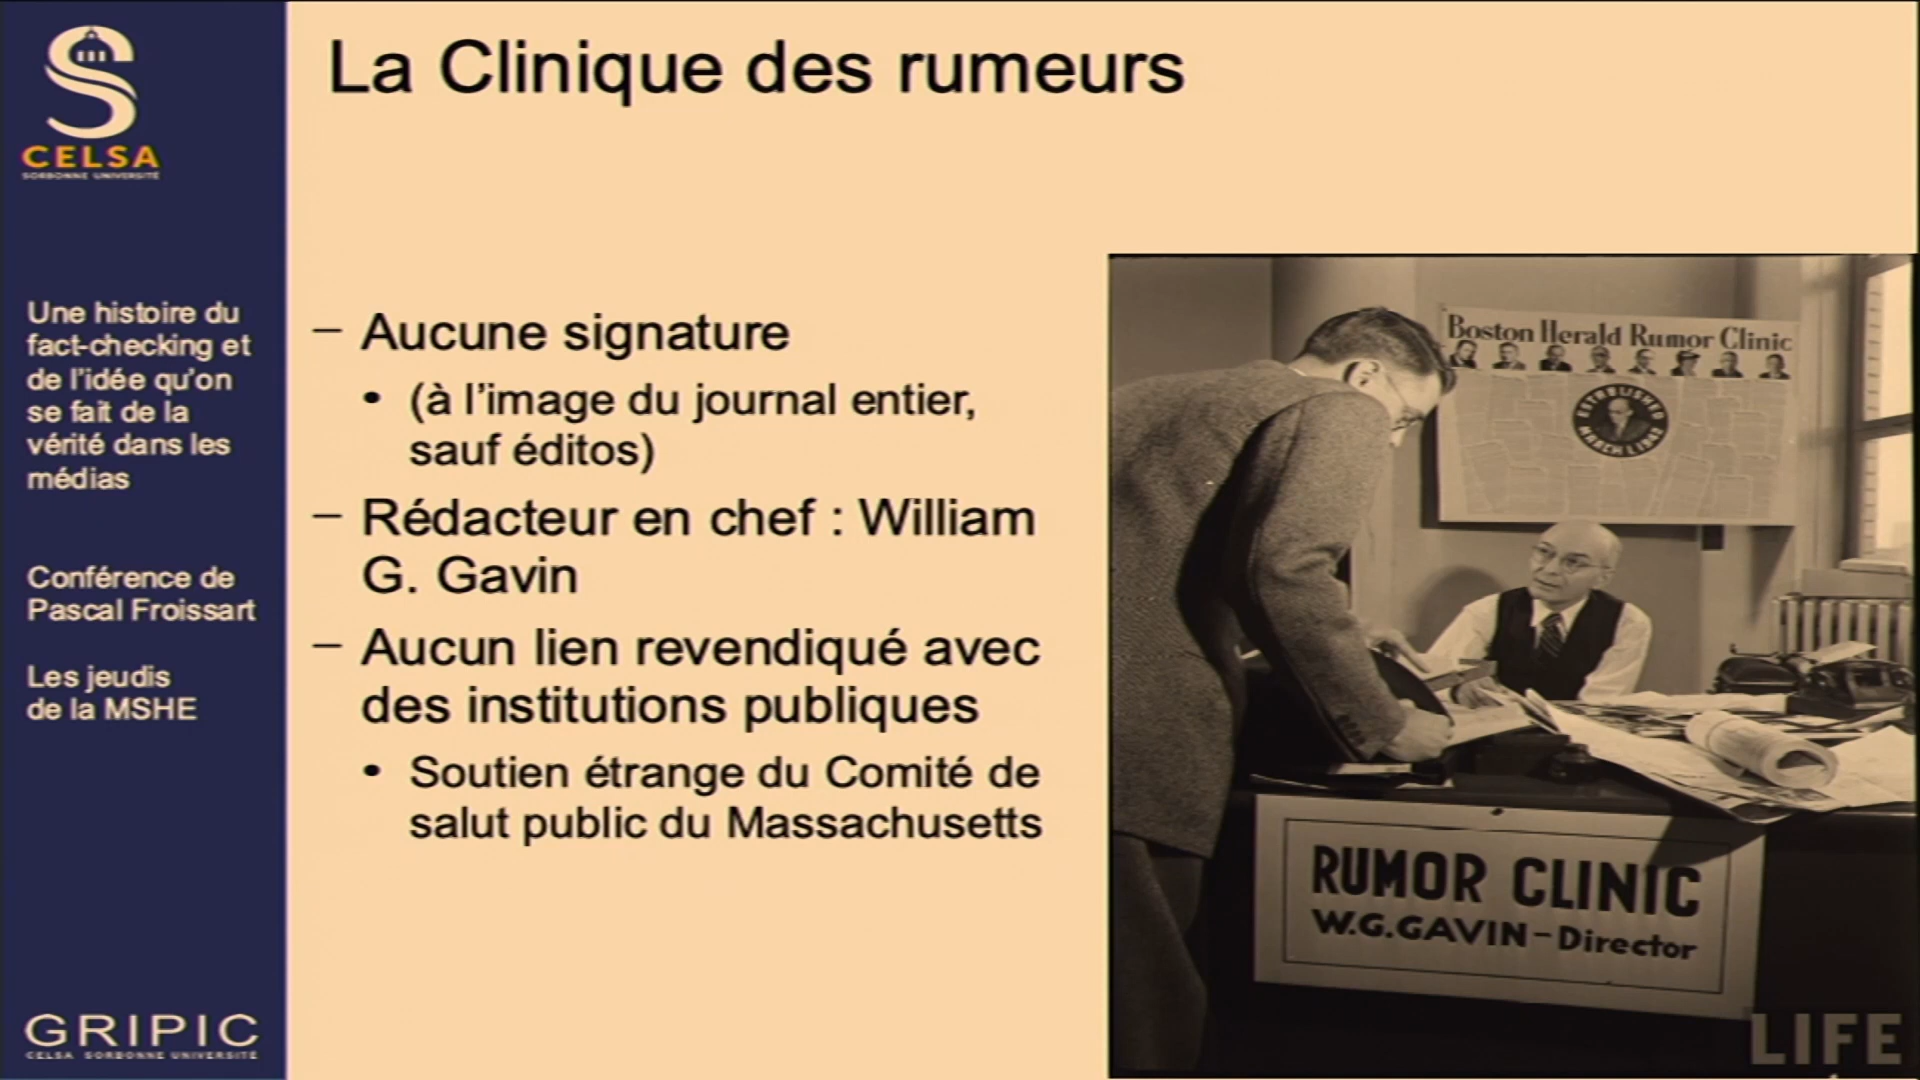 S
CELSA
SORBONNE UNIVERSITÉ
Une histoire du
fact-checking et
de l'idée qu'on
se fait de la
vérité dans les
médias
Conférence de
Pascal Froissart
Les jeudis
de la MSHE
GRIPIC
CELSA SORBONNE UNIVERSITÉ
La Clinique des rumeurs
– Aucune signature
• (à l'image du journal entier,
sauf éditos)
– Rédacteur en chef : William
G. Gavin
– Aucun lien revendiqué avec
des institutions publiques
• Soutien étrange du Comité de
salut public du Massachusetts
Boston Herald Rumor Clinic
ESTABLISHED
MARCH 1, 1942
RUMOR CLINIC
W.G.GAVIN – Director
LIFE